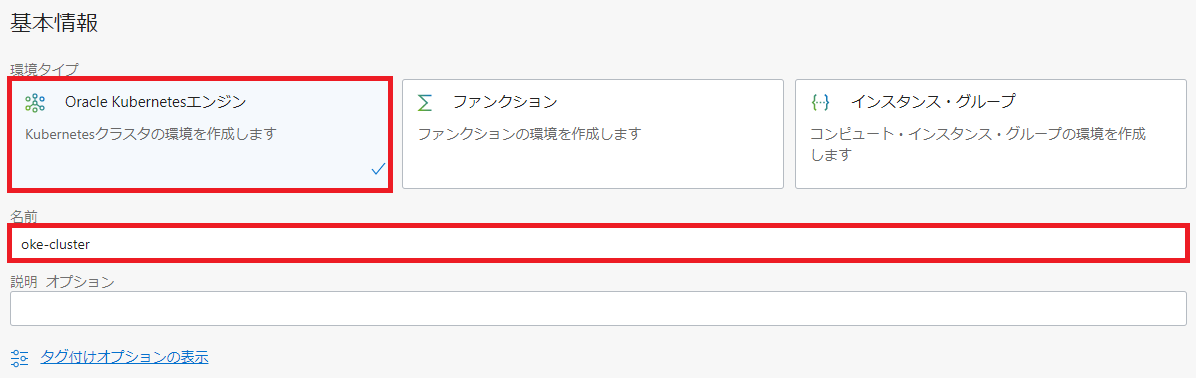 基本情報
環境タイプ
Oracle Kubernetesエンジン
Kubernetesクラスタの環境を作成します
ファンクション
ファンクションの環境を作成します
インスタンス・グループ
コンピュート・インスタンス・グループの環境を作成
します
名前
oke-cluster
説明 オプション
タグ付けオプションの表示